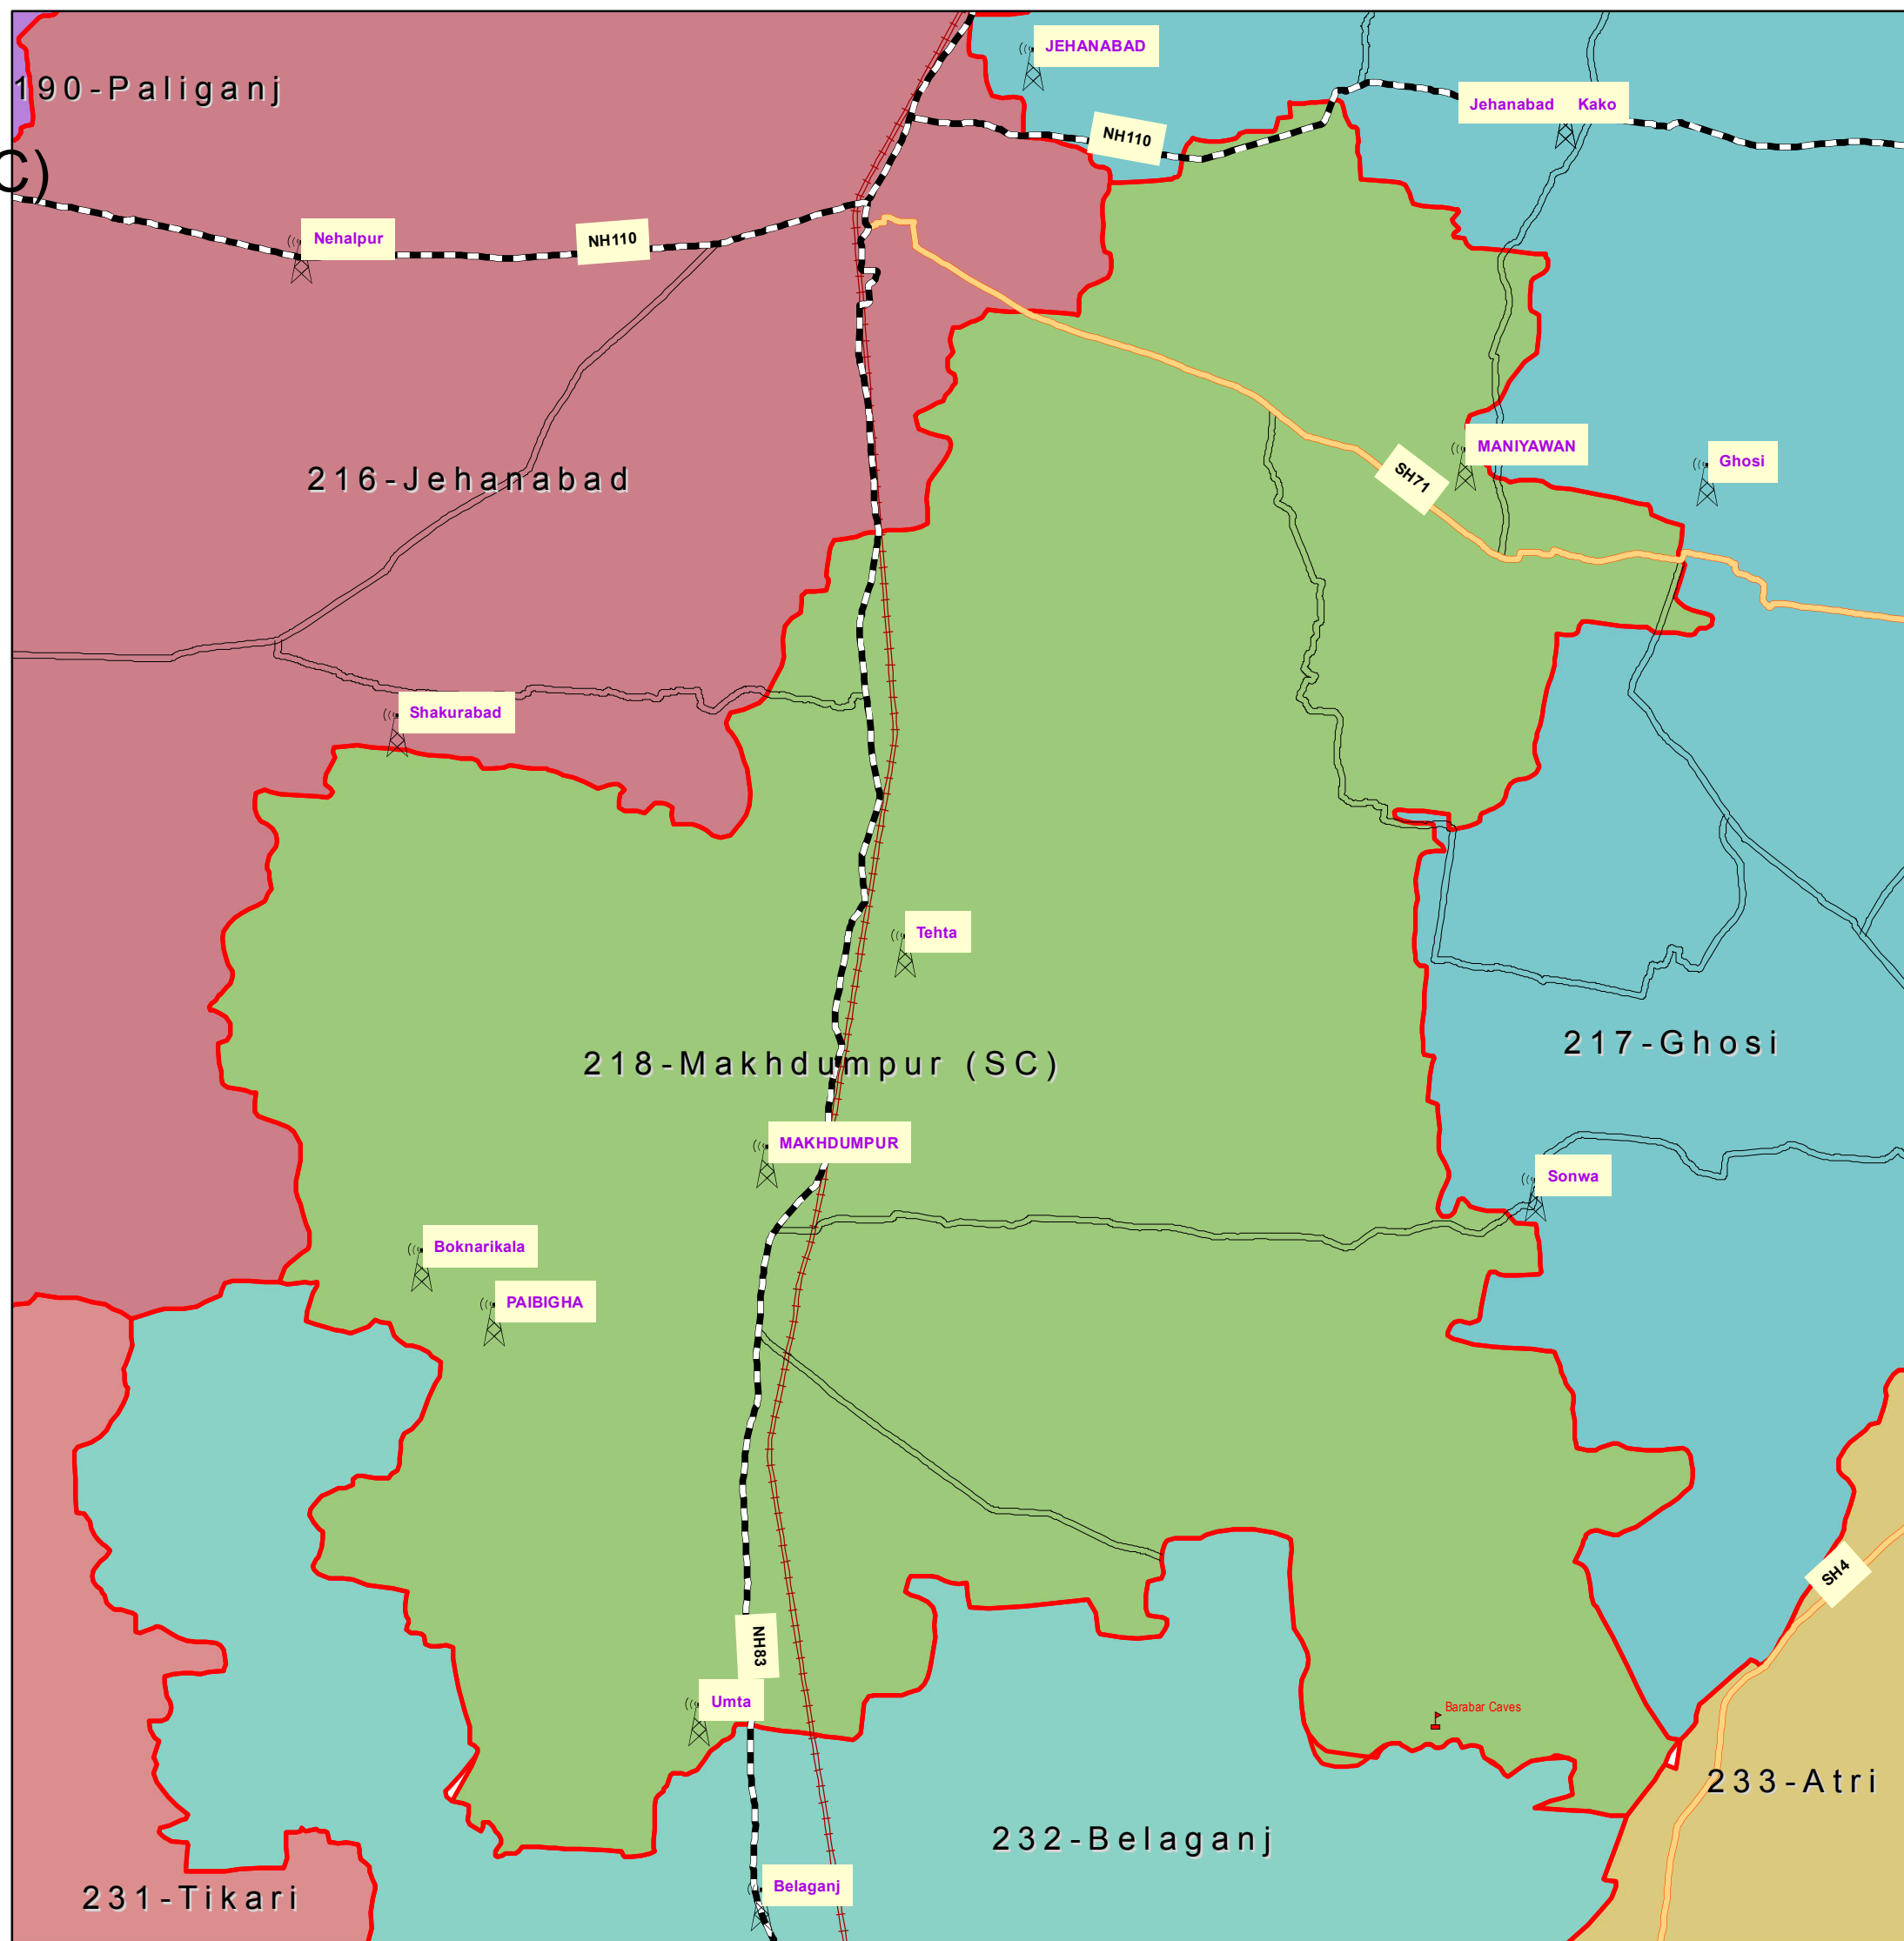 JEHANABAD
190-Paliganj
Jehanabad Kako
NH110
C)
Nehalpur
NH110
MANIYAWAN
Ghosi
216-Jehanabad
SH71
Shakurabad
Tehta
217-Ghosi
218-Makhdumpur (SC)
MAKHDUMPUR
Sonwa
Boknarikala
PAIBIGHA
SH4
NH83
Umta
Barabar Caves
233-Atri
232-Belaganj
Belaganj
231-Tikari